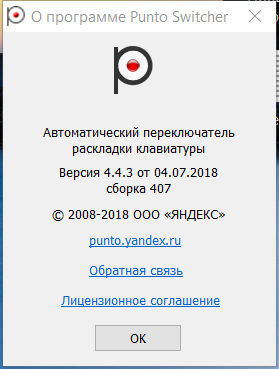 О программе Punto Switcher
Автоматический переключатель
раскладки клавиатуры
Версия 4.4.3 от 04.07.2018
сборка 407
© 2008-2018 ООО «ЯНДЕКС»
punto.yandex.ru
Обратная связь
Лицензионное соглашение
OK